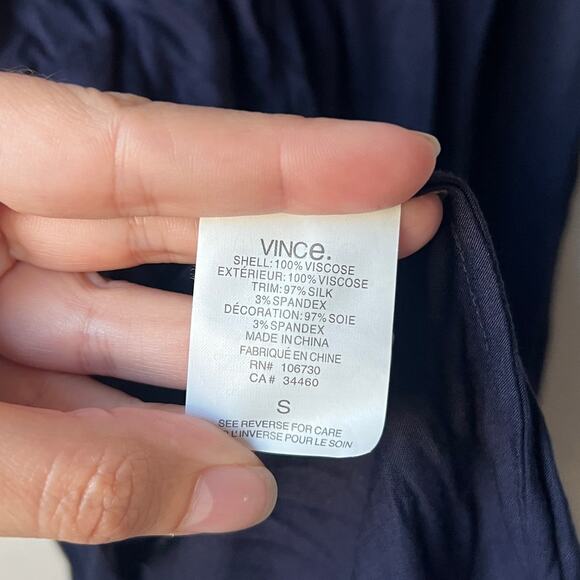 VINCe.
SHELL: 100% VISCOSE
EXTÉRIEUR: 100% VISCOSE
TRIM: 97% SILK
3% SPANDEX
DÉCORATION: 97% SOIE
3% SPANDEX
MADE IN CHINA
FABRIQUÉ EN CHINE
RN# 106730
CA# 34460
S
SEE REVERSE FOR CARE
L'INVERSE POUR LE SOIN